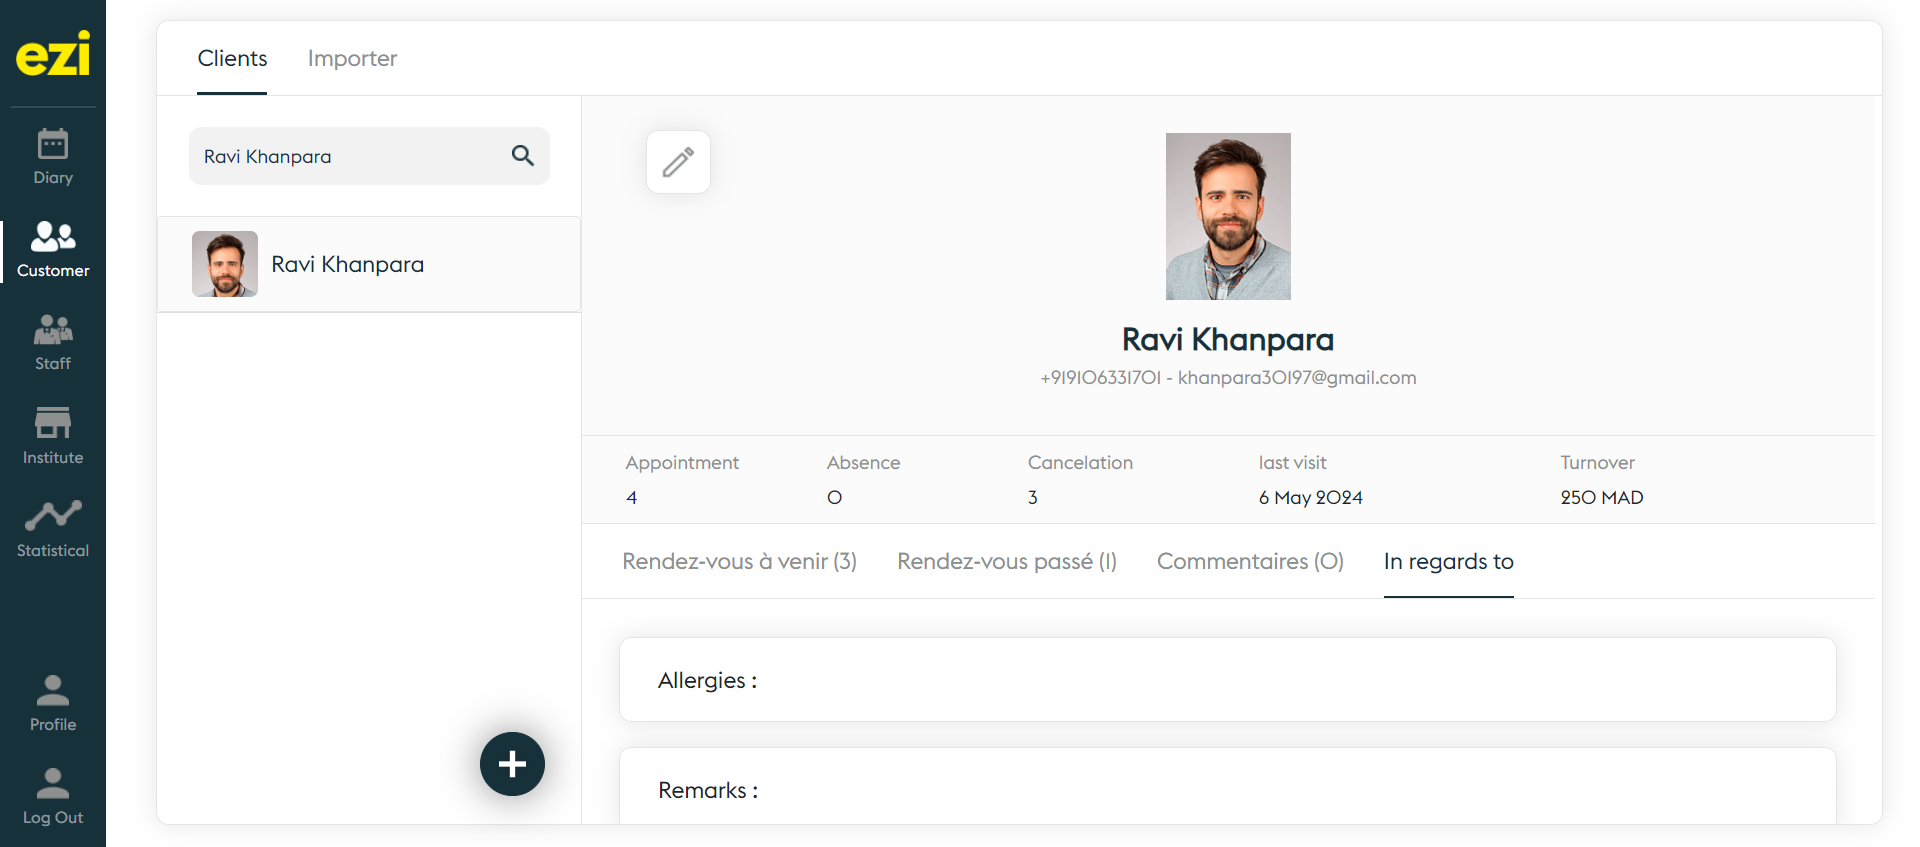 ezi
Diary
Customer
Staff
Institute
Statistical
Profile
Log Out
Clients Importer
Ravi Khanpara
Ravi Khanpara
Ravi Khanpara
+919106331701 - khanpara30197@gmail.com
Appointment Absence Cancelation last visit Turnover
4 0 3 6 May 2024 250 MAD
Rendez-vous à venir (3) Rendez-vous passé (1) Commentaires (0) In regards to
Allergies :
Remarks :